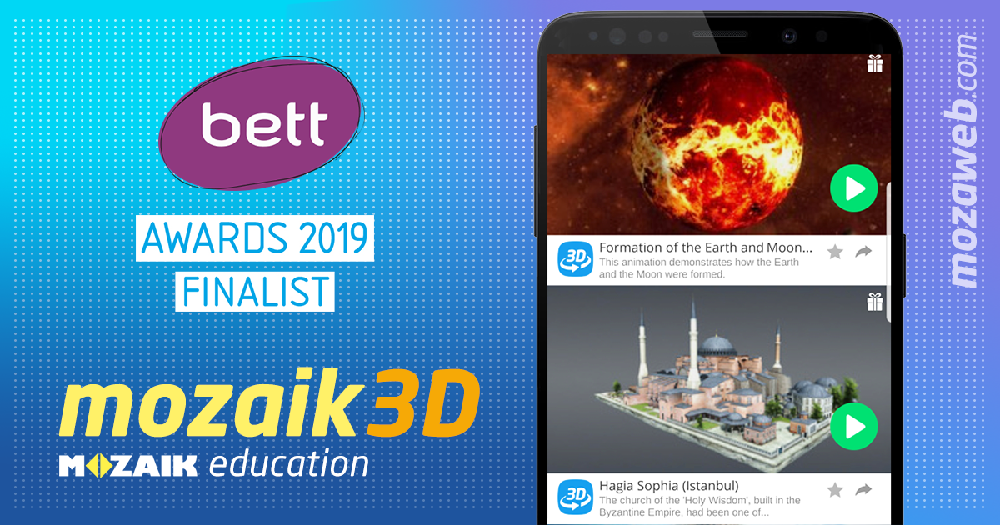 bett
AWARDS 2019
FINALIST
mozaik3D
MOZAIK education
3D
Formation of the Earth and Moon...
This animation demonstrates how the Earth
and the Moon were formed.
3D
Hagia Sophia (Istanbul)
The church of the 'Holy Wisdom', built in the
Byzantine Empire, had been one of...
mozaweb.com